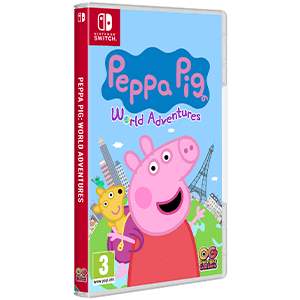 PEPPA PIG: WORLD ADVENTURES
NINTENDO
SWITCH
Peppa Pig
World Adventures
3
www.pegi.info